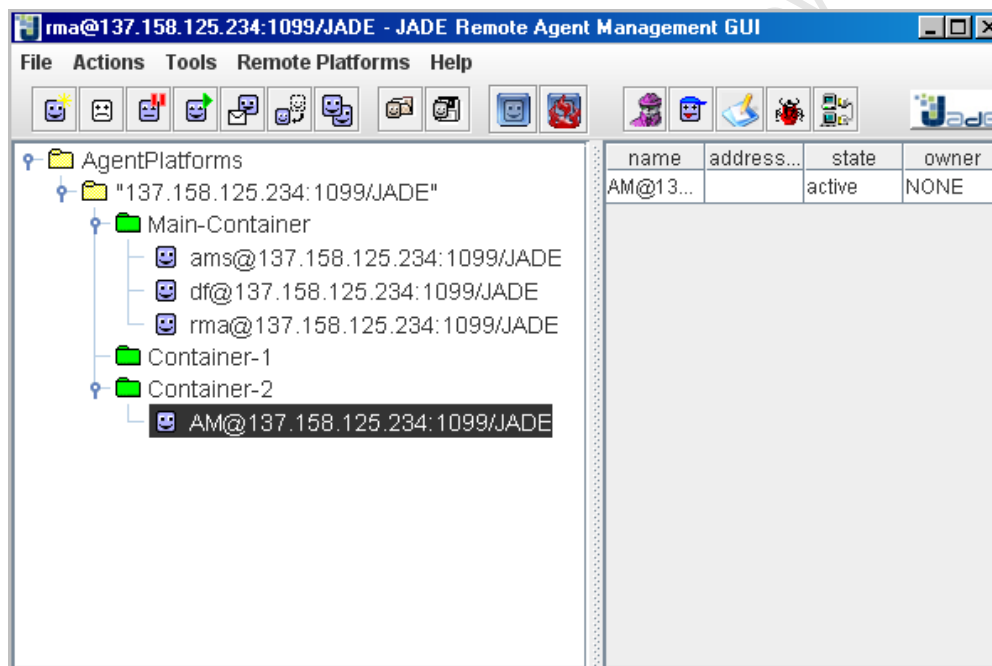 rma@137.158.125.234:1099/JADE - JADE Remote Agent Management GUI
File Actions Tools Remote Platforms Help
Jade
name address... state owner
AM@13... active NONE
AgentPlatforms
"137.158.125.234:1099/JADE"
Main-Container
ams@137.158.125.234:1099/JADE
df@137.158.125.234:1099/JADE
rma@137.158.125.234:1099/JADE
Container-1
Container-2
AM@137.158.125.234:1099/JADE